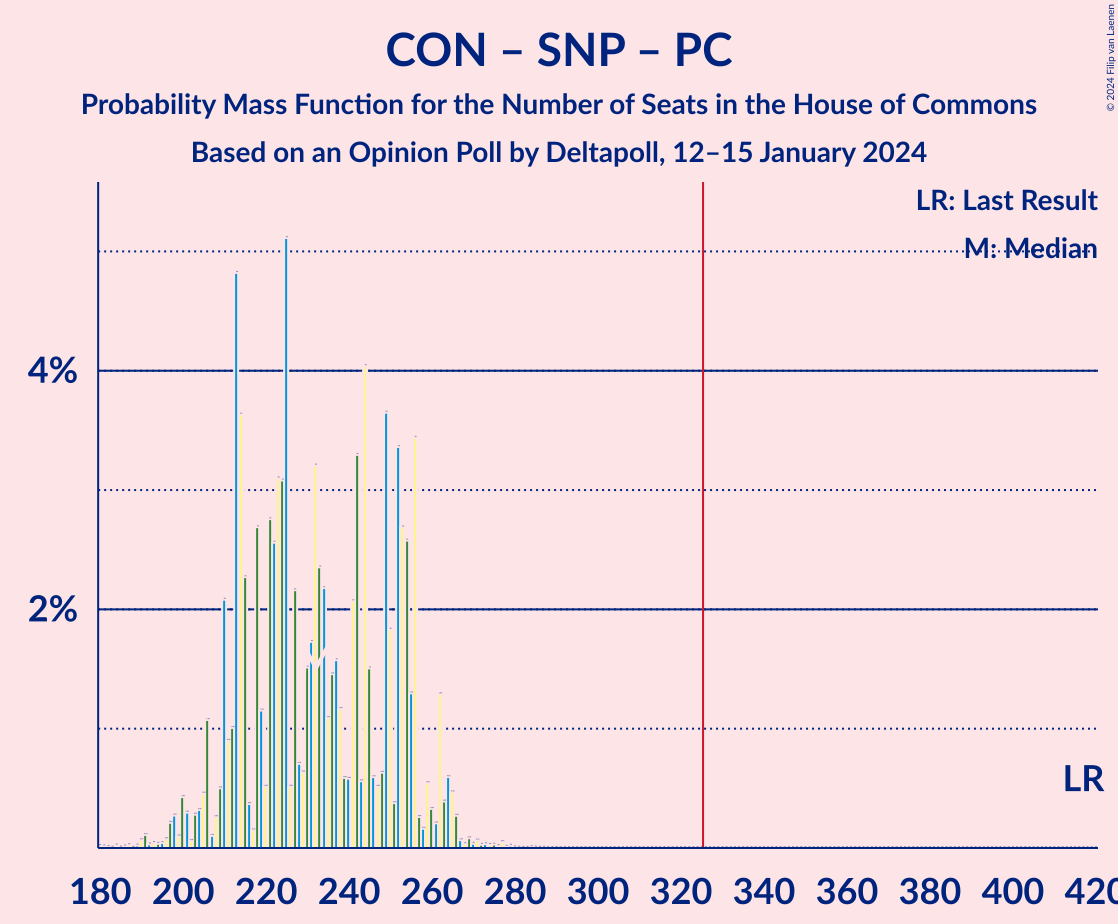 CON – SNP – PC
Probability Mass Function for the Number of Seats in the House of Commons
Based on an Opinion Poll by Deltapoll, 12–15 January 2024
© 2024 Filip van Laenen
LR: Last Result
M: Median
4%
2%
LR
180 200 220 240 260 280 300 320 340 360 380 400 420